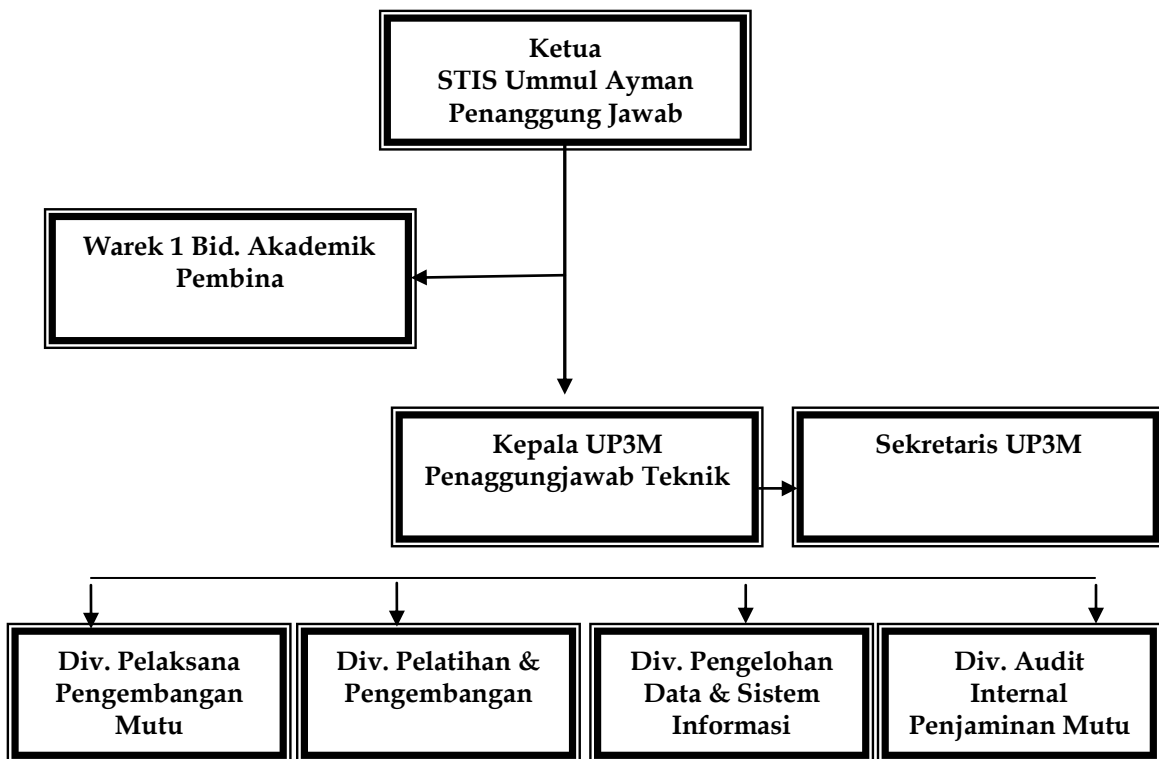 Ketua
STIS Ummul Ayman
Penanggung Jawab
Warek 1 Bid. Akademik
Pembina
Kepala UP3M
Penaggungjawab Teknik
Sekretaris UP3M
Div. Pelaksana
Pengembangan
Mutu
Div. Pelatihan &
Pengembangan
Div. Pengelohan
Data & Sistem
Informasi
Div. Audit
Internal
Penjaminan Mutu